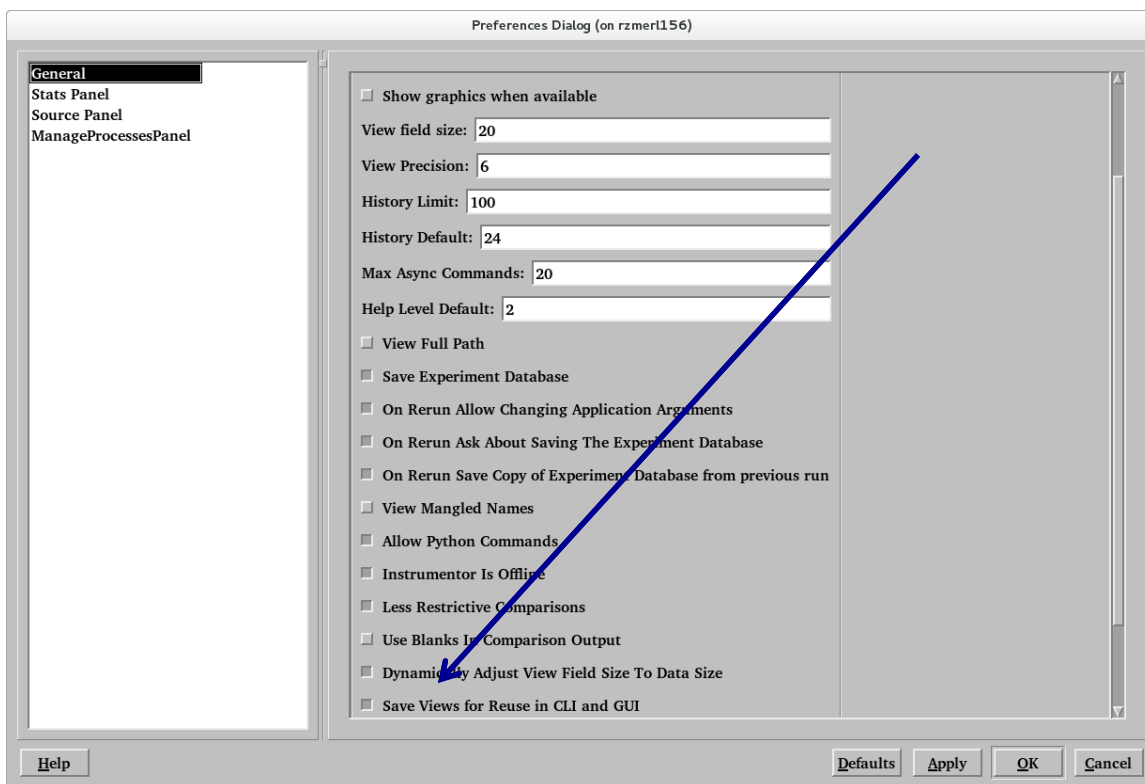 Preferences Dialog (on rzmerl156)
General
Stats Panel
Source Panel
ManageProcessesPanel
Show graphics when available
View field size: 20
View Precision: 6
History Limit: 100
History Default: 24
Max Async Commands: 20
Help Level Default: 2
View Full Path
Save Experiment Database
On Rerun Allow Changing Application Arguments
On Rerun Ask About Saving The Experiment Database
On Rerun Save Copy of Experiment Database from previous run
View Mangled Names
Allow Python Commands
Instrumentor Is Offline
Less Restrictive Comparisons
Use Blanks In Comparison Output
Dynamically Adjust View Field Size To Data Size
Save Views for Reuse in CLI and GUI
Help
Defaults Apply OK Cancel